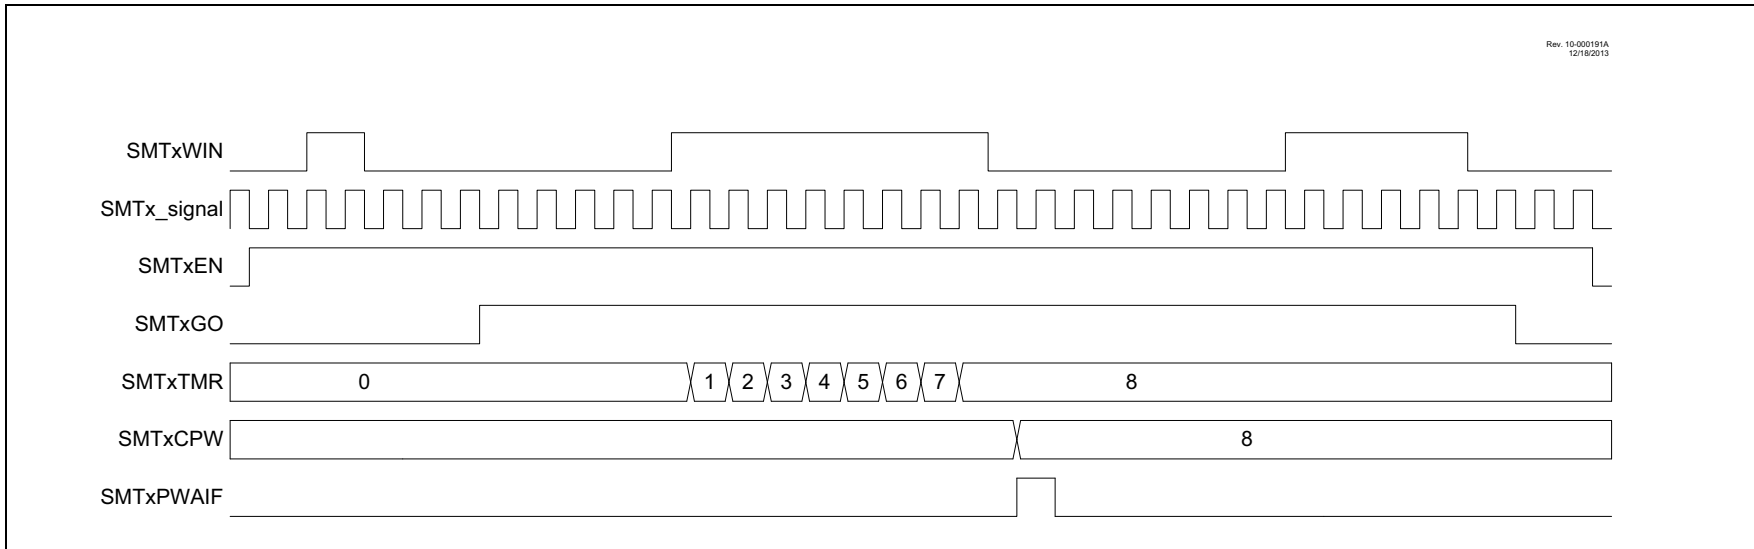 Rev. 10-000191A
12/18/2013
SMTxWIN
SMTx_signal
SMTxEN
SMTxGO
SMTxTMR 0 1 2 3 4 5 6 7 8
SMTxCPW 8
SMTxPWAIF